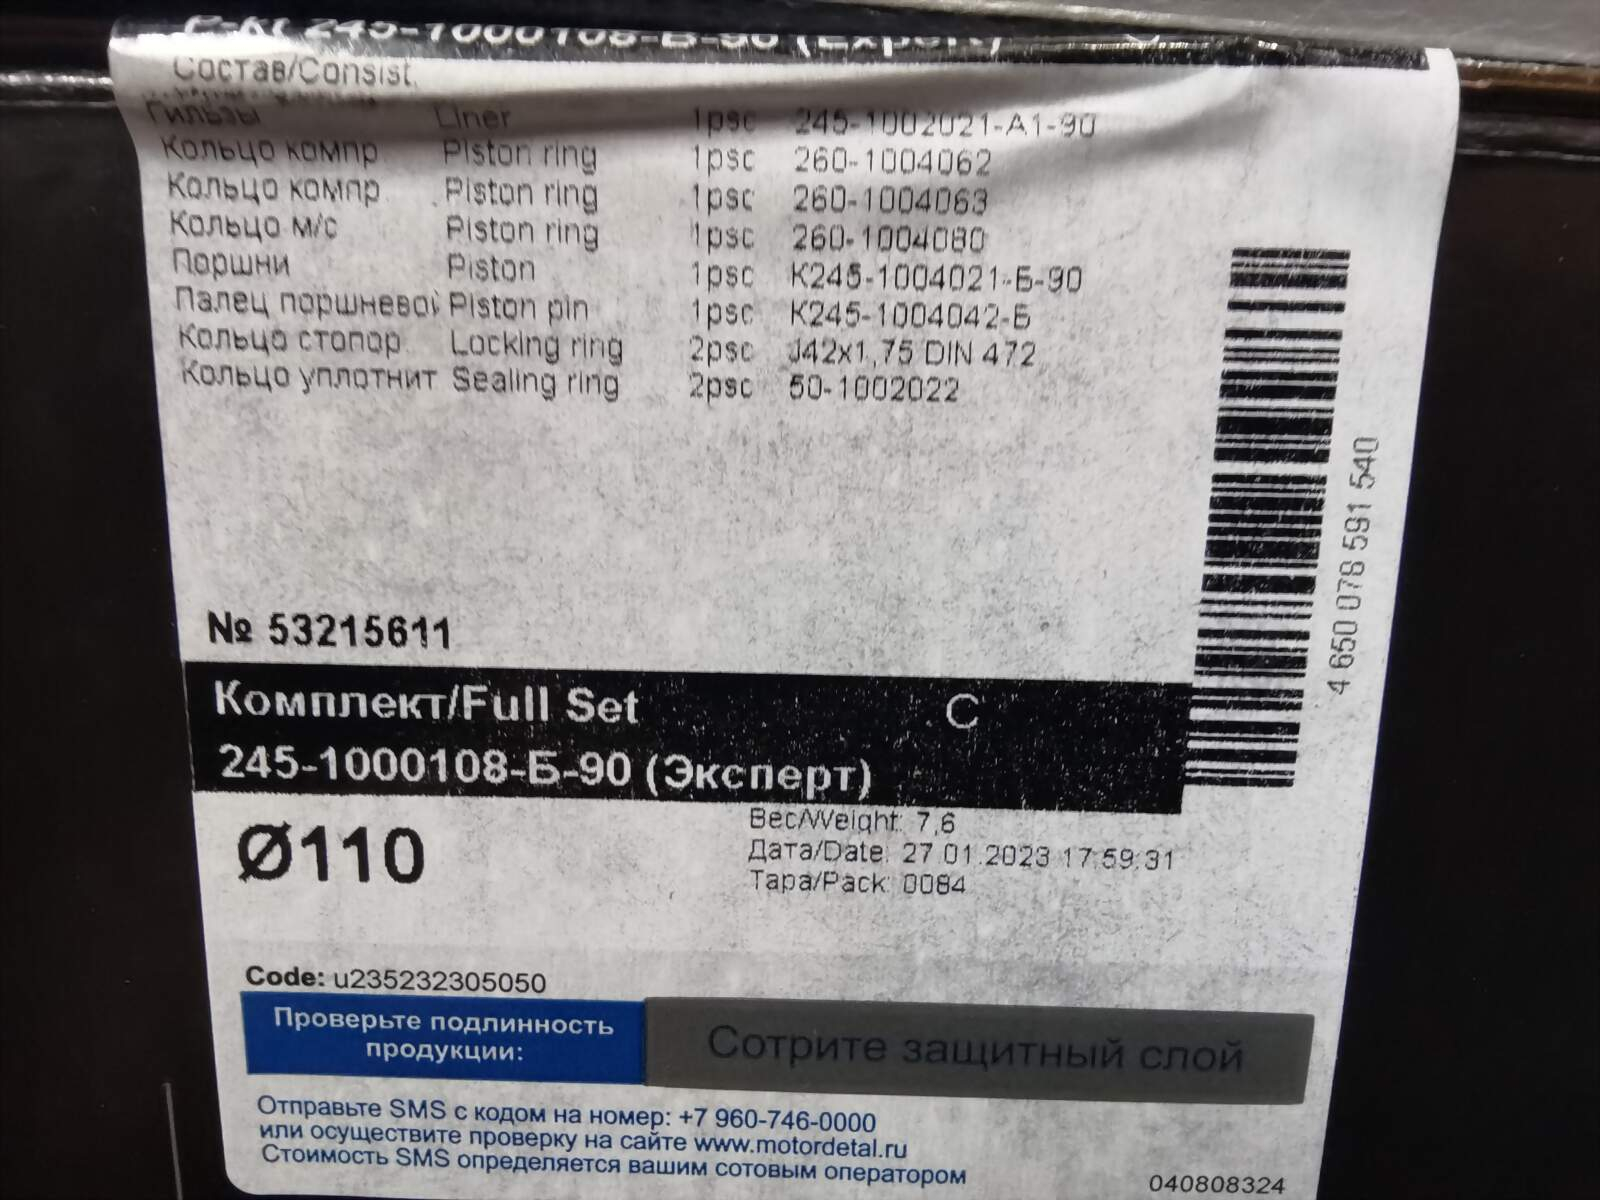 245-1000108-Б-90 (Expert)
Состав/Consist.
Гильзы Liner 1psc 245-1002021-А1-90
Кольцо компр Piston ring 1psc 260-1004062
Кольцо компр Piston ring 1psc 260-1004063
Кольцо м/с Piston ring 1psc 260-1004080
Поршни Piston 1psc К245-1004021-Б-90
Палец поршневой Piston pin 1psc К245-1004042-Б
Кольцо стопор. Locking ring 2psc J42x1,75 DIN 472
Кольцо уплотнит Sealing ring 2psc 50-1002022
4 650 078 591 540
№ 53215611
Комплект/Full Set С
245-1000108-Б-90 (Эксперт)
Ø110
Вес/Weight: 7,6
Дата/Date: 27.01.2023 17:59:31
Тара/Pack: 0084
Code: u235232305050
Проверьте подлинность
продукции:
Сотрите защитный слой
Отправьте SMS с кодом на номер: +7 960-746-0000
или осуществите проверку на сайте www.motordetal.ru
Стоимость SMS определяется вашим сотовым оператором
040808324